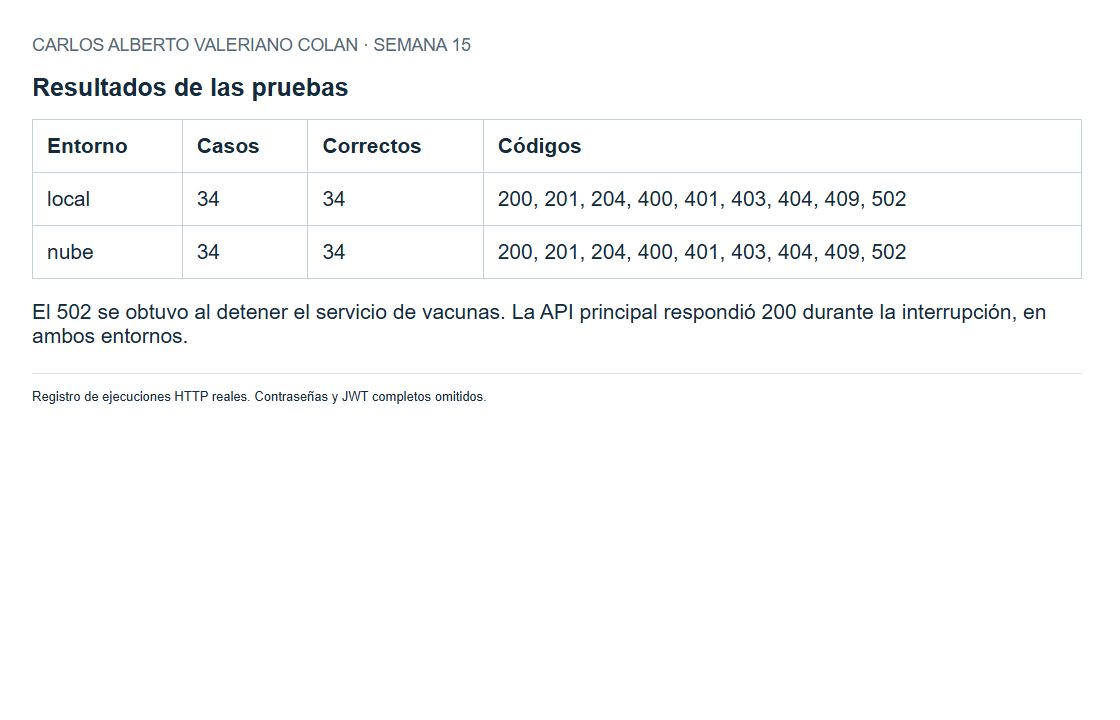 CARLOS ALBERTO VALERIANO COLAN · SEMANA 15
Resultados de las pruebas
Entorno Casos Correctos Códigos
local 34 34 200, 201, 204, 400, 401, 403, 404, 409, 502
nube 34 34 200, 201, 204, 400, 401, 403, 404, 409, 502
El 502 se obtuvo al detener el servicio de vacunas. La API principal respondió 200 durante la interrupción, en
ambos entornos.
Registro de ejecuciones HTTP reales. Contraseñas y JWT completos omitidos.